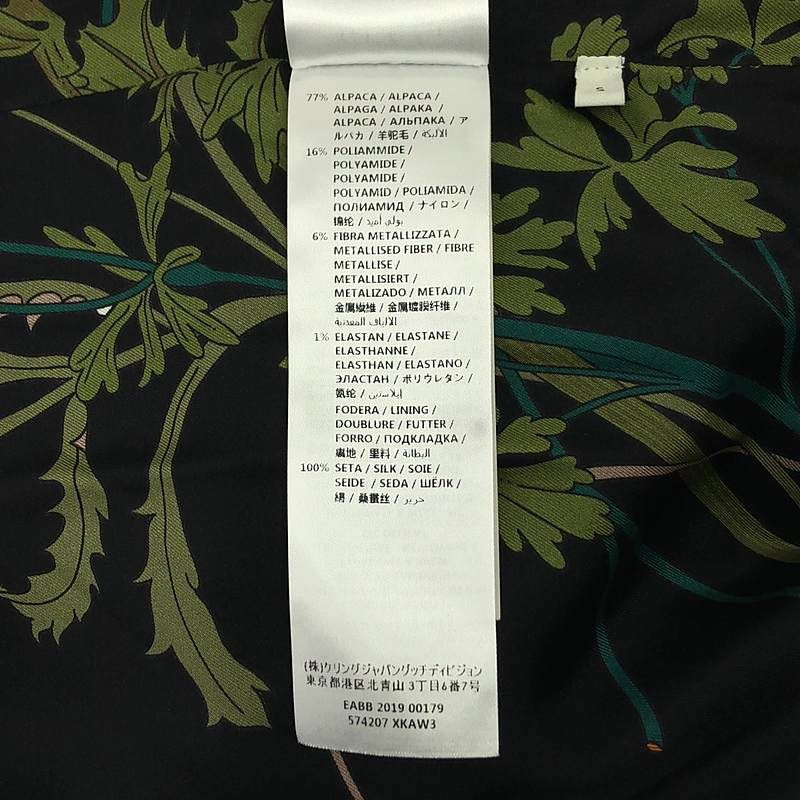 77% ALPACA / ALPACA /
ALPAGA / ALPAKA /
ALPACA / АЛЬПАКА / ア
ルパカ / 羊驼毛 / الألبكة
16% POLIAMMIDE /
POLYAMIDE /
POLYAMIDE /
POLYAMID / POLIAMIDA /
ПОЛИАМИД / ナイロン /
锦纶 / بولي أميد
6% FIBRA METALLIZZATA /
METALLISED FIBER / FIBRE
METALLISE /
METALLISIERT /
METALIZADO / МЕТАЛЛ /
金属繊維 / 金属镀膜纤维 /
الألياف المعدنية
1% ELASTAN / ELASTANE /
ELASTHANNE /
ELASTHAN / ELASTANO /
ЭЛАСТАН / ポリウレタン /
氨纶 / إيلاستين
FODERA / LINING /
DOUBLURE / FUTTER /
FORRO / ПОДКЛАДКА /
裏地 / 里料 / البطانة
100% SETA / SILK / SOIE /
SEIDE / SEDA / ШЁЛК /
絹 / 桑蚕丝 / حرير
(株)ケリングジャパングッチディビジョン
東京都港区北青山 3丁目6番7号
EABB 2019 00179
574207 XKAW3
S